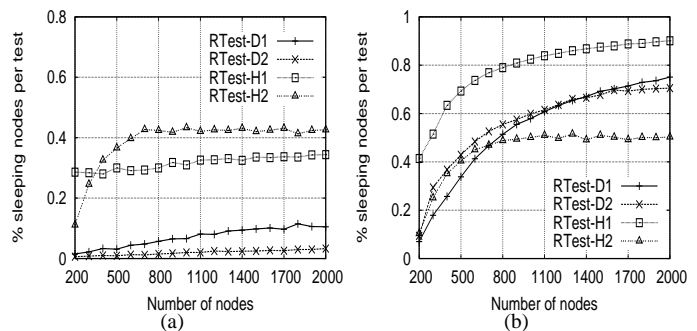 0.8
0.6
0.4
0.2
0
% sleeping nodes per test
RTest-D1
RTest-D2
RTest-H1
RTest-H2
200 500 800 1100 1400 1700 2000
Number of nodes
(a)
1
0.8
0.6
0.4
0.2
0
% sleeping nodes per test
RTest-D1
RTest-D2
RTest-H1
RTest-H2
200 500 800 1100 1400 1700 2000
Number of nodes
(b)